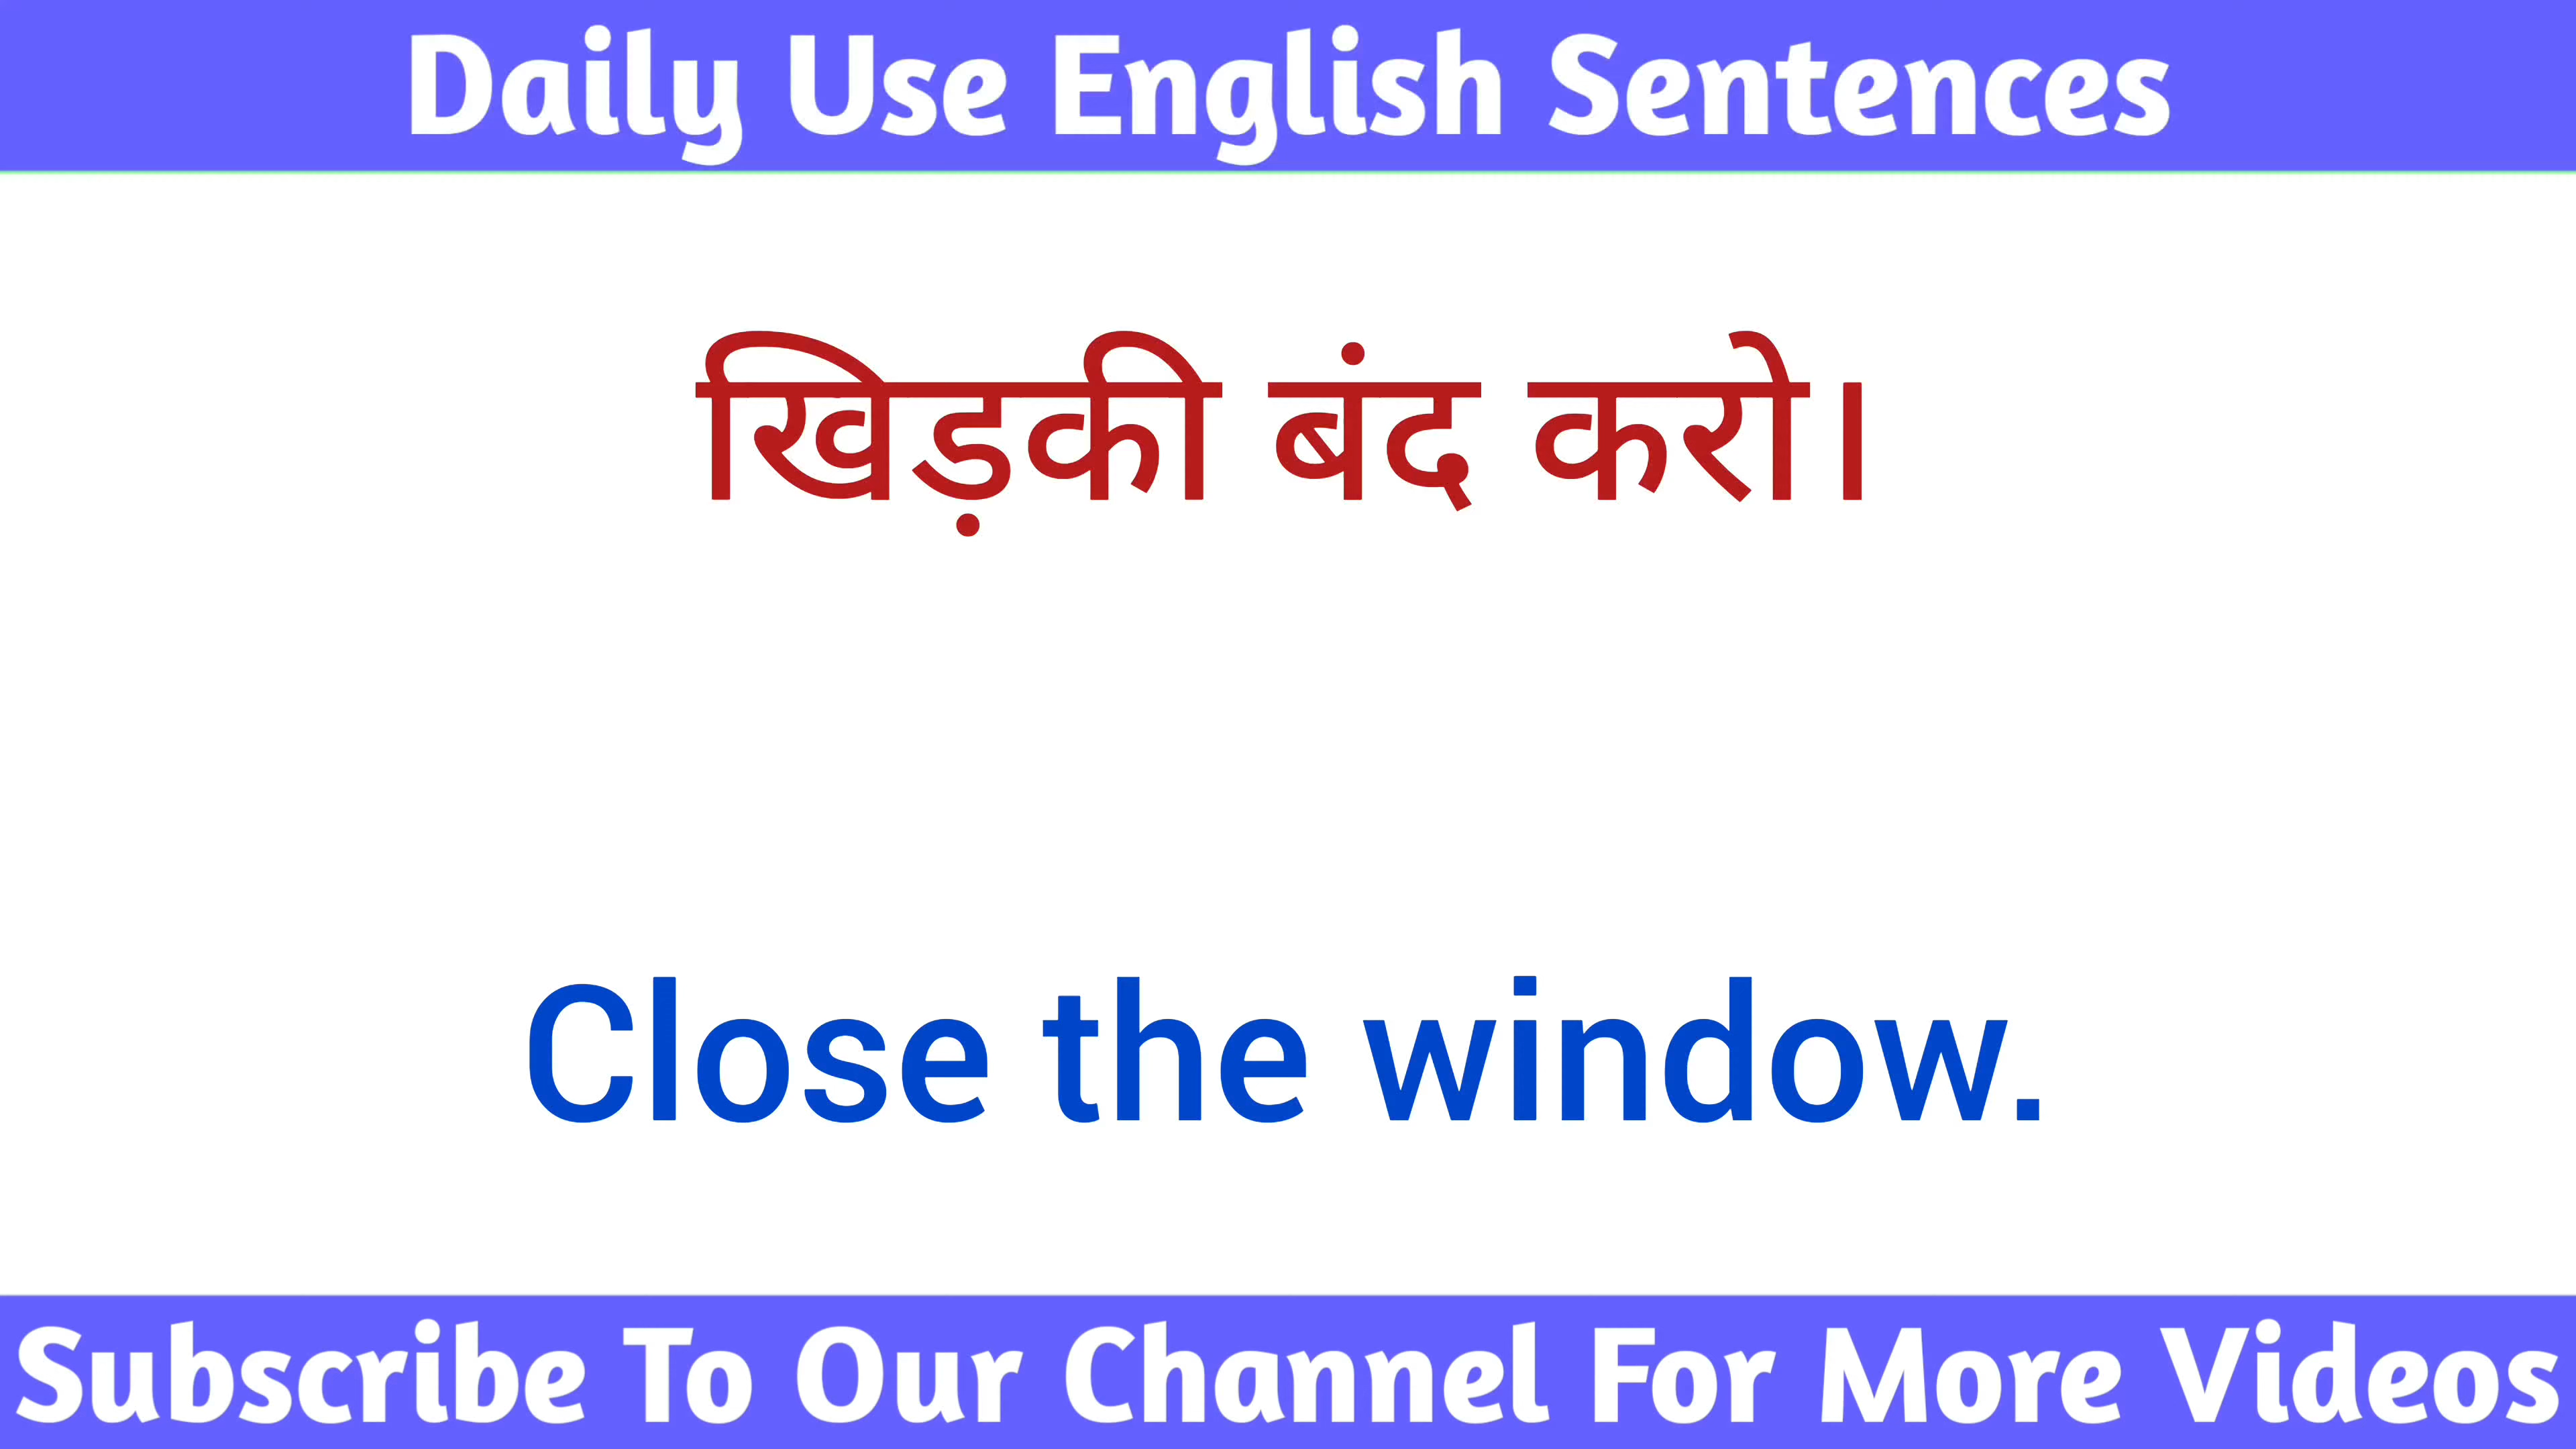 Daily Use English Sentences
खिड़की बंद करो।
Close the window.
Subscribe To Our Channel For More Videos